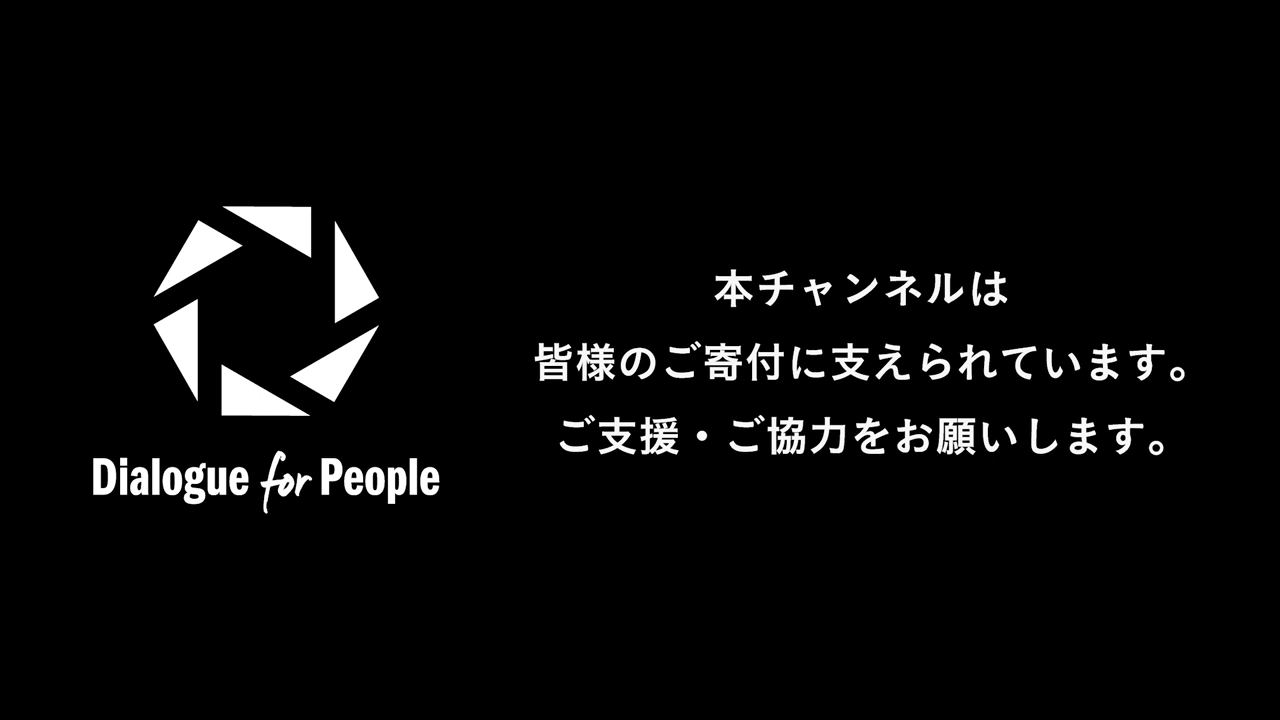 Dialogue for People
本チャンネルは
皆様のご寄付に支えられています。
ご支援・ご協力をお願いします。